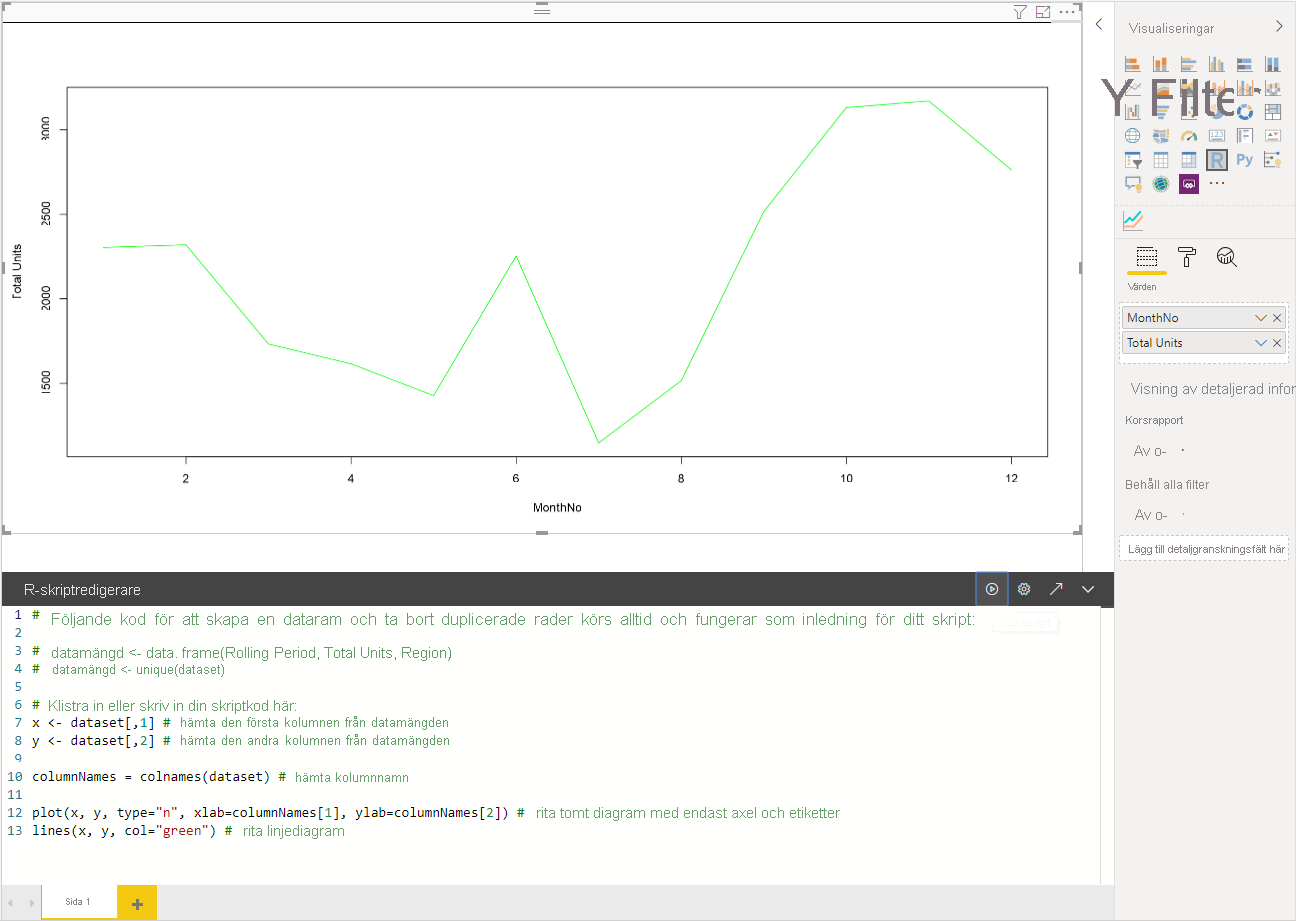 Visualiseringar
Y Filter
3000
2500
2000
1500
Total Units
2
4
6
8
10
12
MonthNo
123
R
Py
Värden
MonthNo
Total Units
Visning av detaljerad infor
Korsrapport
Av o-
Behåll alla filter
Av o-
Lägg till detaljgranskningsfält här
R-skriptredigerare
1 # Följande kod för att skapa en dataram och ta bort duplicerade rader körs alltid och fungerar som inledning för ditt skript:
2
3 # datamängd <- data. frame(Rolling Period, Total Units, Region)
4 # datamängd <- unique(dataset)
5
6 # Klistra in eller skriv in din skriptkod här:
7 x <- dataset[,1] # hämta den första kolumnen från datamängden
8 y <- dataset[,2] # hämta den andra kolumnen från datamängden
9
10 columnNames = colnames(dataset) # hämta kolumnnamn
11
12 plot(x, y, type="n", xlab=columnNames[1], ylab=columnNames[2]) # rita tomt diagram med endast axel och etiketter
13 lines(x, y, col="green") # rita linjediagram
Sida 1